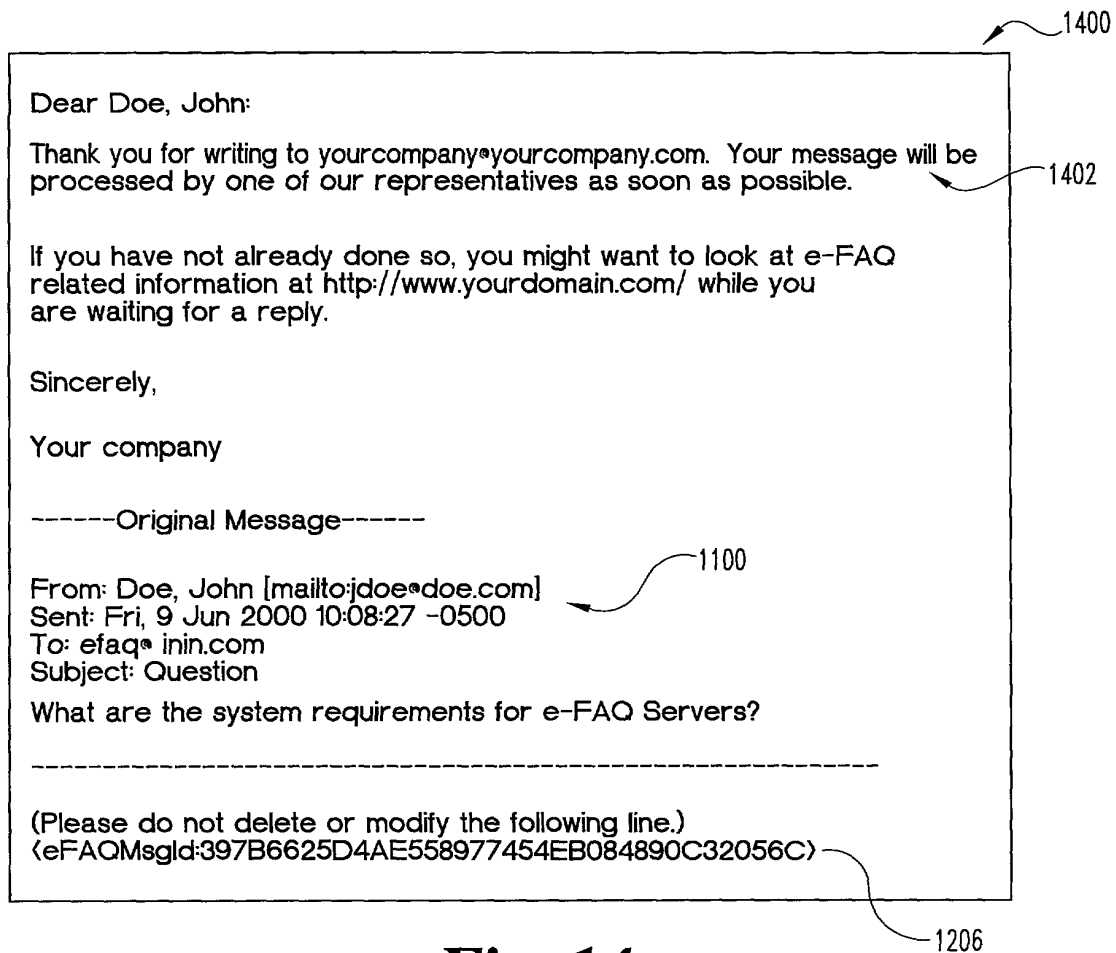 1400
Dear Doe, John:
Thank you for writing to yourcompany@yourcompany.com. Your message will be
processed by one of our representatives as soon as possible.
1402
If you have not already done so, you might want to look at e-FAQ
related information at http://www.yourdomain.com/ while you
are waiting for a reply.
Sincerely,
Your company
------Original Message------
1100
From: Doe, John [mailto:jdoe@doe.com]
Sent: Fri, 9 Jun 2000 10:08:27 -0500
To: efaq@ inin.com
Subject: Question
What are the system requirements for e-FAQ Servers?
------------------------------------------------------------
(Please do not delete or modify the following line.)
<eFAQMsgId:397B6625D4AE558977454EB084890C32056C>
1206